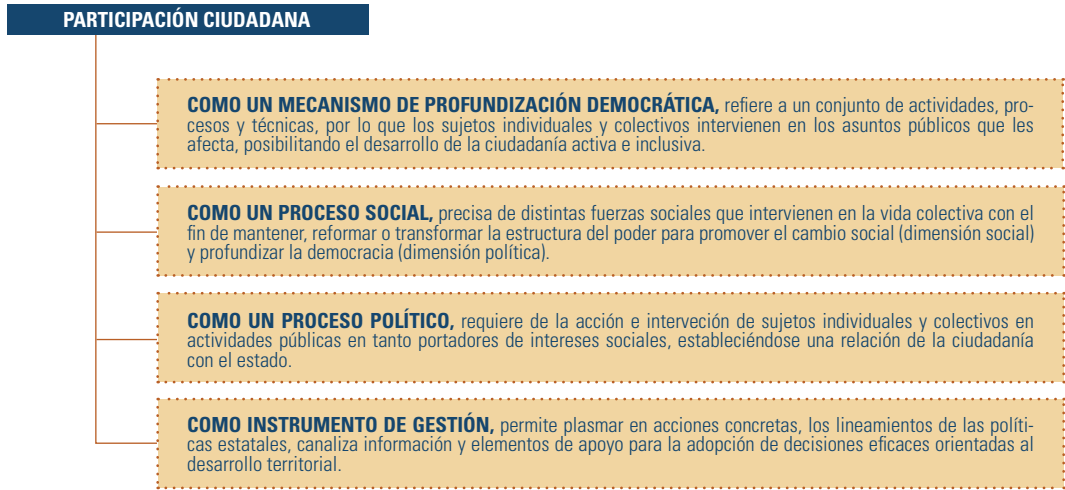 PARTICIPACIÓN CIUDADANA
COMO UN MECANISMO DE PROFUNDIZACIÓN DEMOCRÁTICA, refiere a un conjunto de actividades, pro-
cesos y técnicas, por lo que los sujetos individuales y colectivos intervienen en los asuntos públicos que les
afecta, posibilitando el desarrollo de la ciudadanía activa e inclusiva.
COMO UN PROCESO SOCIAL, precisa de distintas fuerzas sociales que intervienen en la vida colectiva con el
fin de mantener, reformar o transformar la estructura del poder para promover el cambio social (dimensión social)
y profundizar la democracia (dimensión política).
COMO UN PROCESO POLÍTICO, requiere de la acción e interveción de sujetos individuales y colectivos en
actividades públicas en tanto portadores de intereses sociales, estableciéndose una relación de la ciudadanía
con el estado.
COMO INSTRUMENTO DE GESTIÓN, permite plasmar en acciones concretas, los lineamientos de las políti-
cas estatales, canaliza información y elementos de apoyo para la adopción de decisiones eficaces orientadas al
desarrollo territorial.